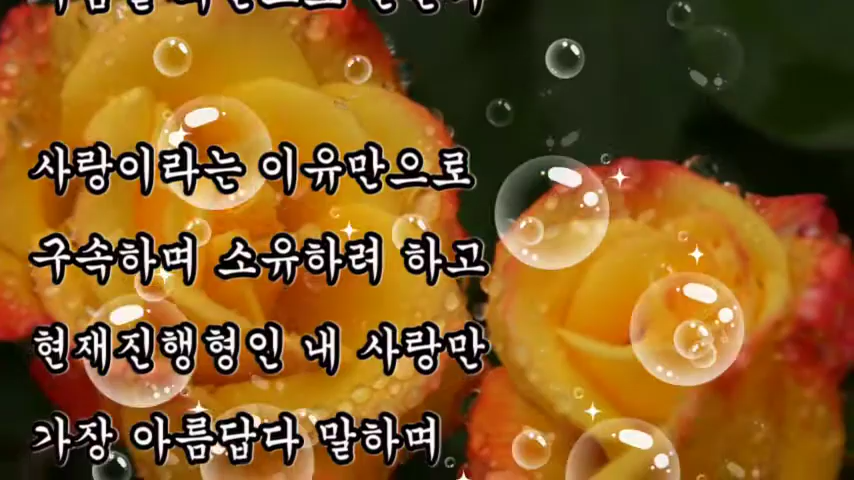 사랑이라는 이유만으로
구속하며 소유하려 하고
현재진행형인 내 사랑만
가장 아름답다 말하며